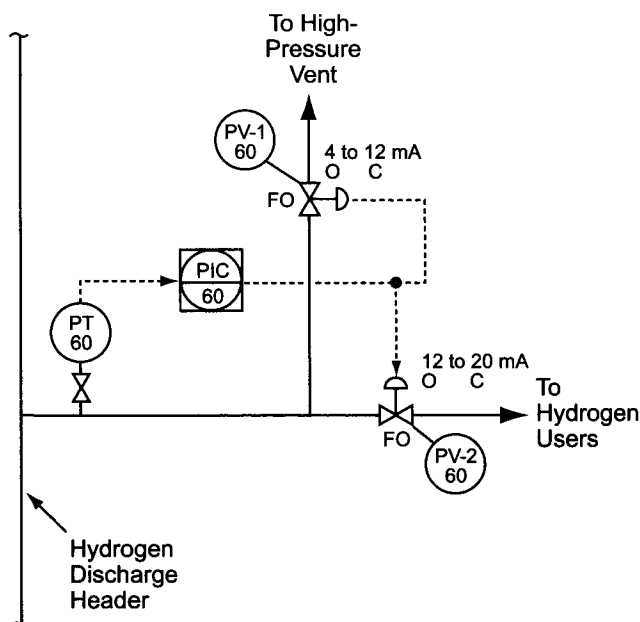 To High-
Pressure
Vent
PV-1
60
4 to 12 mA
O C
FO
PIC
60
PT
60
12 to 20 mA
O C
To
Hydrogen
Users
FO
PV-2
60
Hydrogen
Discharge
Header